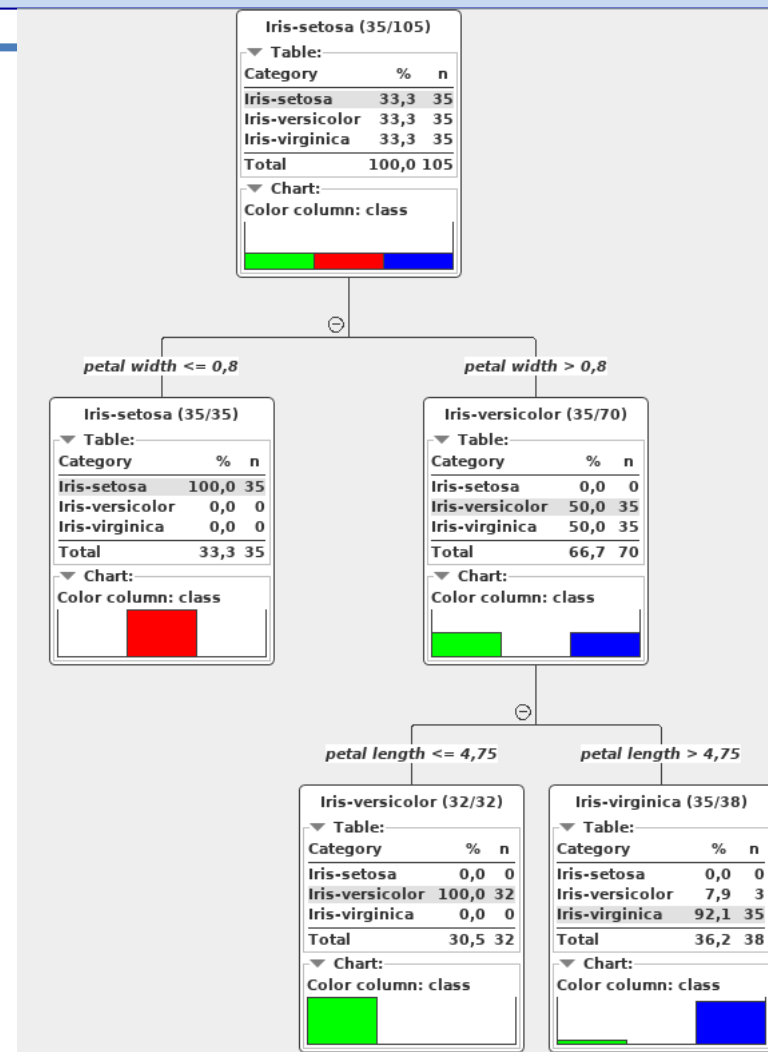 Iris-setosa (35/105)
Table:
Category % n
Iris-setosa 33,3 35
Iris-versicolor 33,3 35
Iris-virginica 33,3 35
Total 100,0 105
Chart:
Color column: class
petal width <= 0,8
petal width > 0,8
Iris-setosa (35/35)
Table:
Category % n
Iris-setosa 100,0 35
Iris-versicolor 0,0 0
Iris-virginica 0,0 0
Total 33,3 35
Chart:
Color column: class
Iris-versicolor (35/70)
Table:
Category % n
Iris-setosa 0,0 0
Iris-versicolor 50,0 35
Iris-virginica 50,0 35
Total 66,7 70
Chart:
Color column: class
petal length <= 4,75
petal length > 4,75
Iris-versicolor (32/32)
Table:
Category % n
Iris-setosa 0,0 0
Iris-versicolor 100,0 32
Iris-virginica 0,0 0
Total 30,5 32
Chart:
Color column: class
Iris-virginica (35/38)
Table:
Category % n
Iris-setosa 0,0 0
Iris-versicolor 7,9 3
Iris-virginica 92,1 35
Total 36,2 38
Chart:
Color column: class